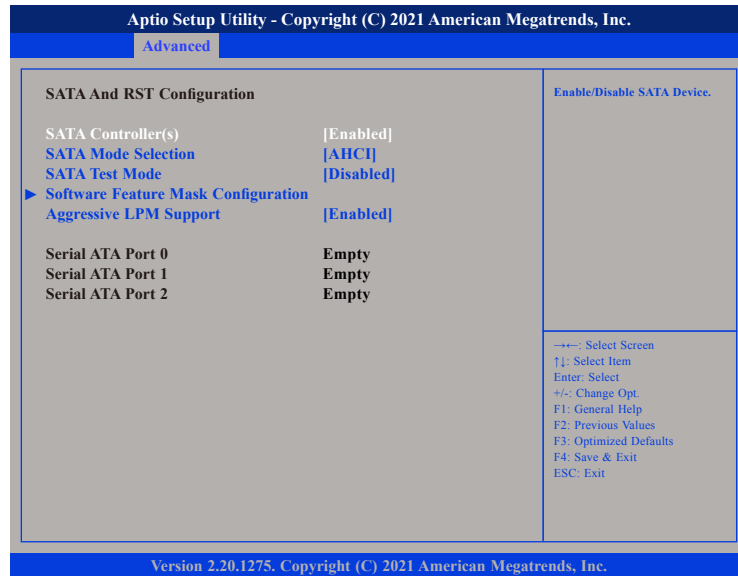 Aptio Setup Utility - Copyright (C) 2021 American Megatrends, Inc.
Advanced
SATA And RST Configuration
SATA Controller(s) [Enabled]
SATA Mode Selection [AHCI]
SATA Test Mode [Disabled]
► Software Feature Mask Configuration
Aggressive LPM Support [Enabled]
Serial ATA Port 0 Empty
Serial ATA Port 1 Empty
Serial ATA Port 2 Empty
Enable/Disable SATA Device.
→←: Select Screen
↑↓: Select Item
Enter: Select
+/-: Change Opt.
F1: General Help
F2: Previous Values
F3: Optimized Defaults
F4: Save & Exit
ESC: Exit
Version 2.20.1275. Copyright (C) 2021 American Megatrends, Inc.